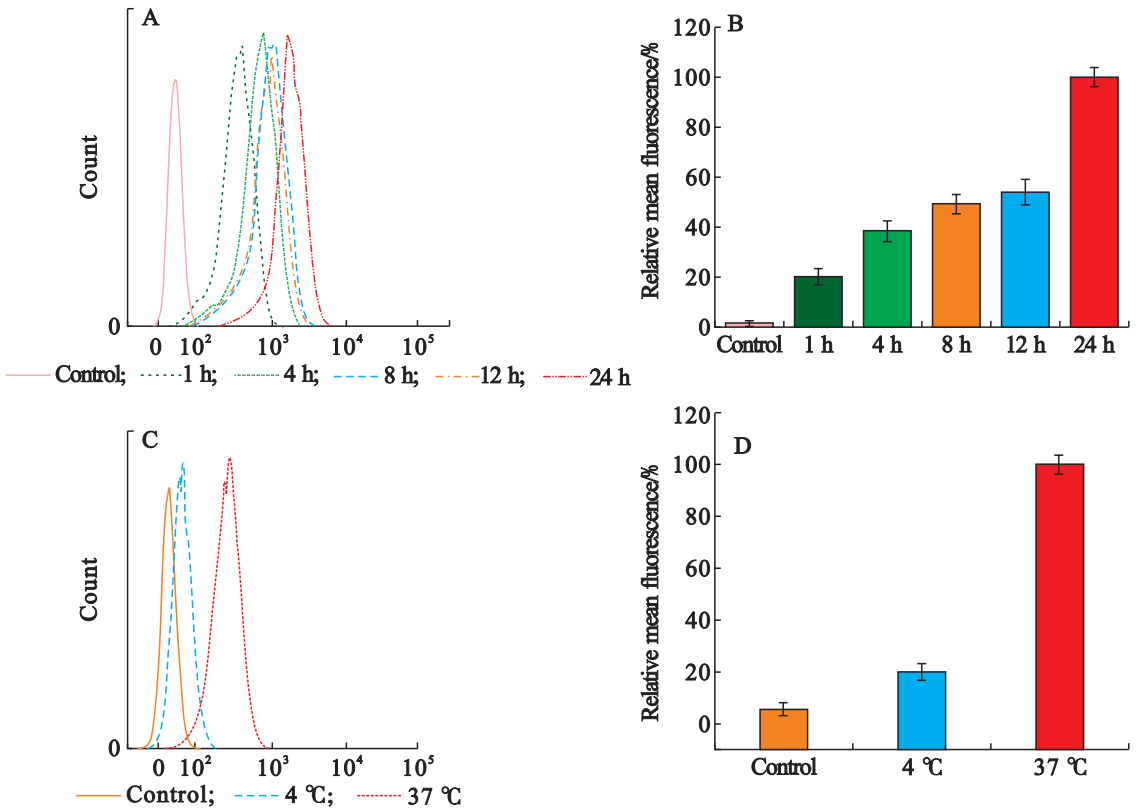 A
Count
0
0 10² 10³ 10⁴ 10⁵
Control; 1 h; 4 h; 8 h; 12 h; 24 h
B
Relative mean fluorescence/%
120
100
80
60
40
20
0
Control 1 h 4 h 8 h 12 h 24 h
C
Count
0
0 10² 10³ 10⁴ 10⁵
Control; 4 ℃; 37 ℃
D
Relative mean fluorescence/%
120
100
80
60
40
20
0
Control 4 ℃ 37 ℃